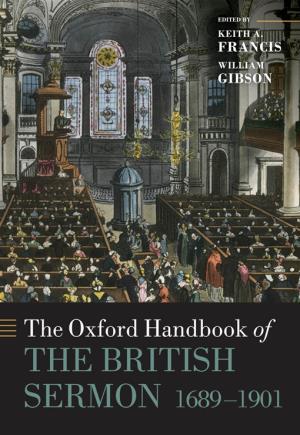 EDITED BY
KEITH A.
FRANCIS
WILLIAM
GIBSON
The Oxford Handbook of
THE BRITISH
SERMON 1689–1901